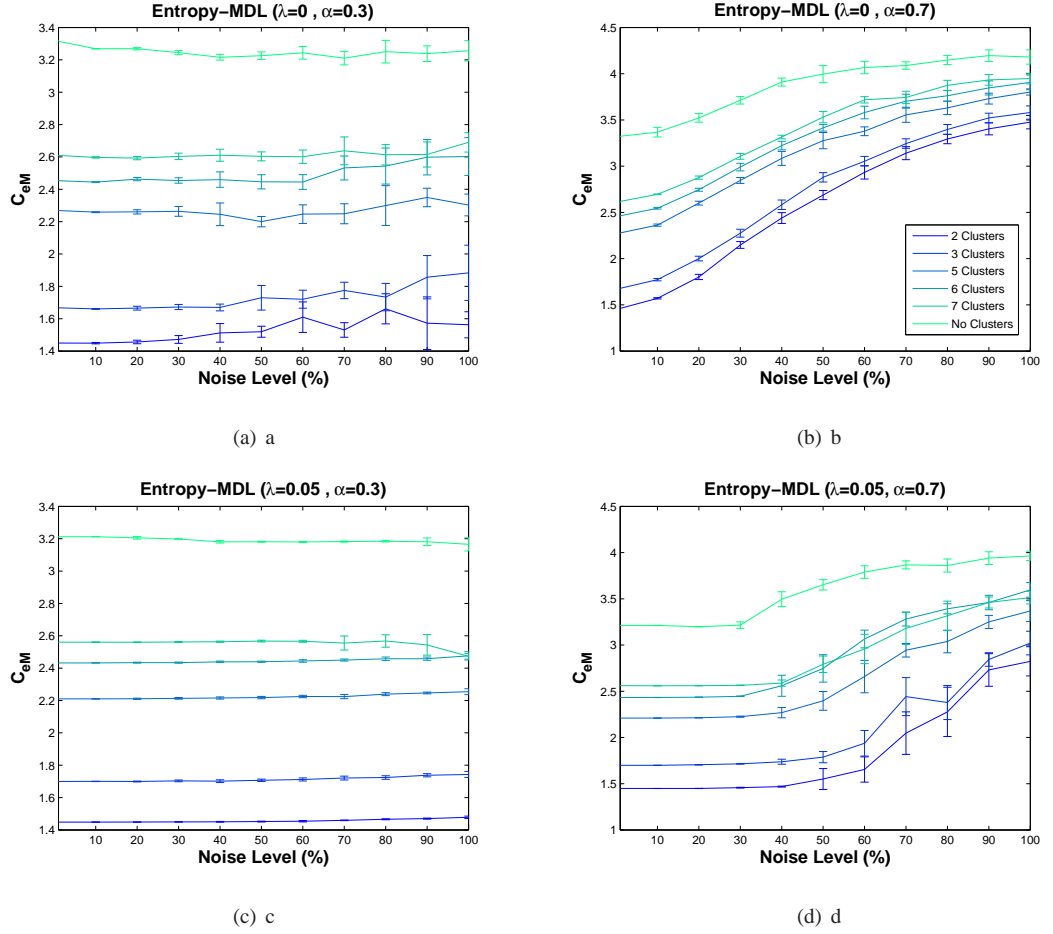 Entropy−MDL (λ=0 , α=0.3)
3.4
3.2
3
2.8
2.6
2.4
2.2
2
1.8
1.6
1.4
C_eM
10 20 30 40 50 60 70 80 90 100
Noise Level (%)
(a) a
Entropy−MDL (λ=0 , α=0.7)
4.5
4
3.5
3
2.5
2
1.5
1
C_eM
2 Clusters
3 Clusters
5 Clusters
6 Clusters
7 Clusters
No Clusters
10 20 30 40 50 60 70 80 90 100
Noise Level (%)
(b) b
Entropy−MDL (λ=0.05 , α=0.3)
3.4
3.2
3
2.8
2.6
2.4
2.2
2
1.8
1.6
1.4
C_eM
10 20 30 40 50 60 70 80 90 100
Noise Level (%)
(c) c
Entropy−MDL (λ=0.05, α=0.7)
4.5
4
3.5
3
2.5
2
1.5
1
C_eM
10 20 30 40 50 60 70 80 90 100
Noise Level (%)
(d) d